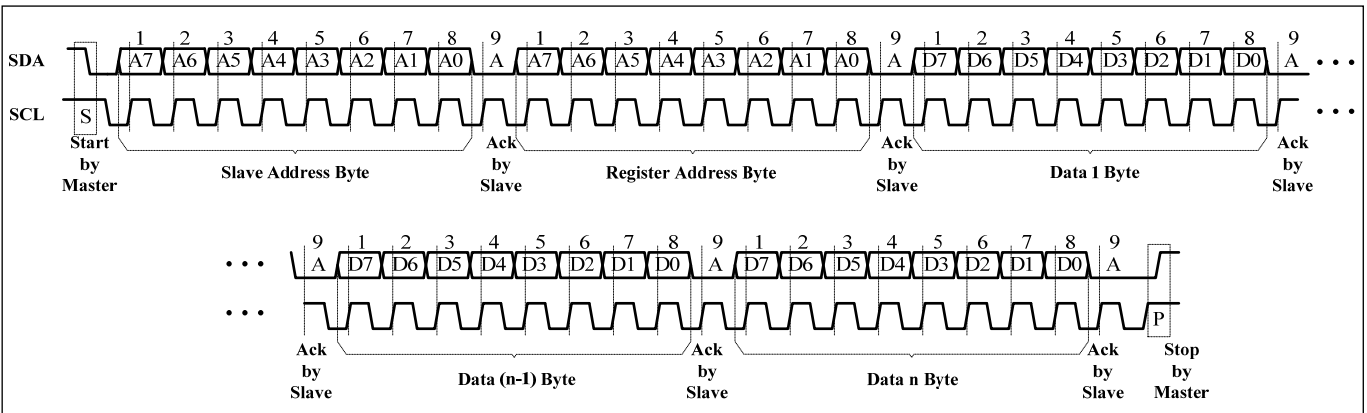 1 2 3 4 5 6 7 8 9 1 2 3 4 5 6 7 8 9 1 2 3 4 5 6 7 8 9
SDA A7 A6 A5 A4 A3 A2 A1 A0 A A7 A6 A5 A4 A3 A2 A1 A0 A D7 D6 D5 D4 D3 D2 D1 D0 A • • •
SCL S • • •
Start by Master
Slave Address Byte
Ack by Slave
Register Address Byte
Ack by Slave
Data 1 Byte
Ack by Slave
9 1 2 3 4 5 6 7 8 9 1 2 3 4 5 6 7 8 9
• • • A D7 D6 D5 D4 D3 D2 D1 D0 A D7 D6 D5 D4 D3 D2 D1 D0 A
• • • P
Ack by Slave
Data (n-1) Byte
Ack by Slave
Data n Byte
Ack by Slave
Stop by Master